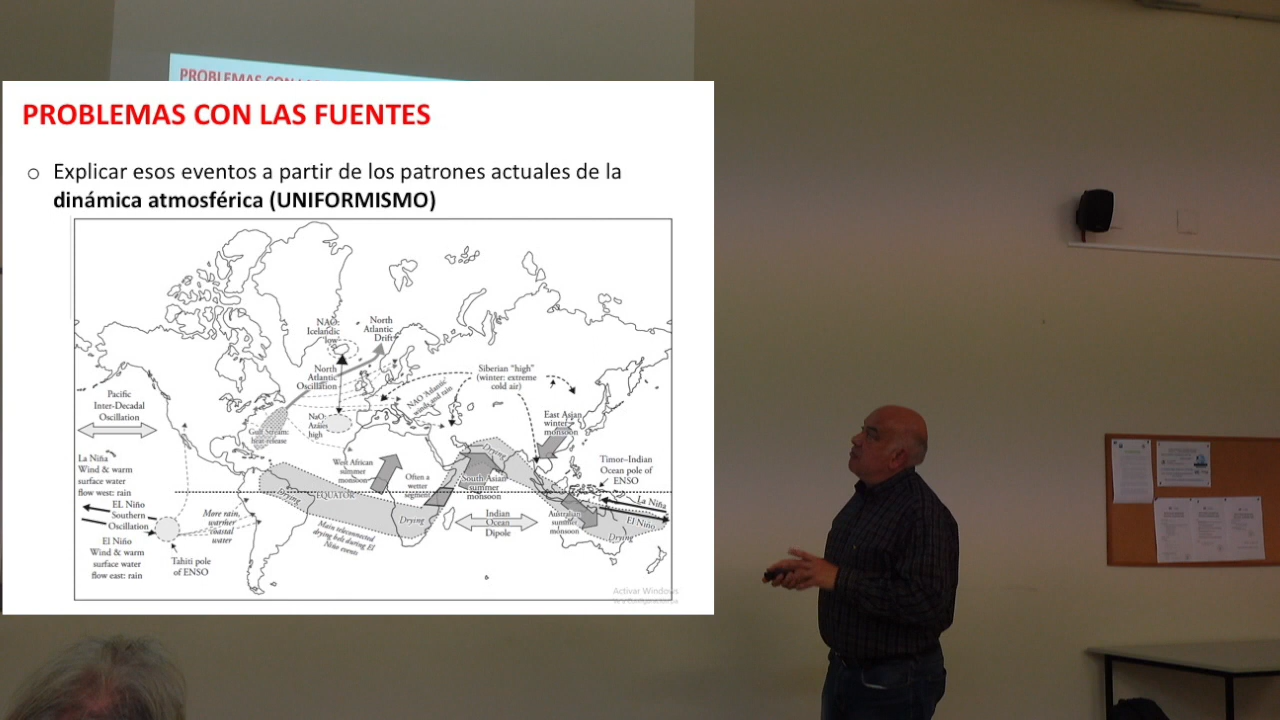 PROBLEMAS CON LAS FUENTES
○ Explicar esos eventos a partir de los patrones actuales de la
dinámica atmosférica (UNIFORMISMO)
NAO:
Icelandic
low
North
Atlantic
Drift
North
Atlantic
Oscillation
NAO Atlantic
winds and rain
Siberian "high"
(winter: extreme
cold air)
Pacific
Inter-Decadal
Oscillation
Gulf Stream:
heat release
NaO:
Azores
high
East Asian
winter
monsoon
La Niña
Wind & warm
surface water
flow west: rain
West African
summer
monsoon
Often a
wetter
segment
Drying
South Asian
summer
monsoon
Timor–Indian
Ocean pole of
ENSO
Drying
EQUATOR
La Niña
EL Niño
Southern
Oscillation
More rain,
warmer
coastal
water
Main teleconnected
drying belt during El
Niño events
Drying
Indian
Ocean
Dipole
Australian
summer
monsoon
El Niño
Drying
El Niño
Wind & warm
surface water
flow east: rain
Tahiti pole
of ENSO
Activar Windows